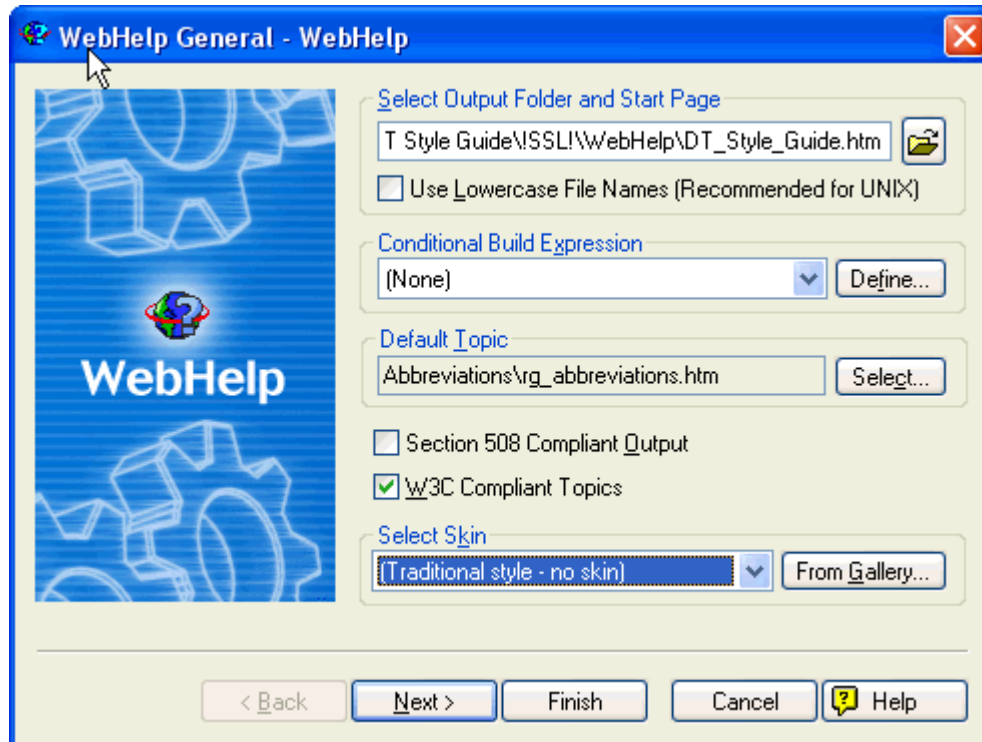 WebHelp General - WebHelp
Select Output Folder and Start Page
T Style Guide\!SSL!\WebHelp\DT_Style_Guide.htm
Use Lowercase File Names (Recommended for UNIX)
Conditional Build Expression
(None)
Define...
WebHelp
Default Topic
Abbreviations\rg_abbreviations.htm
Select...
Section 508 Compliant Output
W3C Compliant Topics
Select Skin
(Traditional style - no skin)
From Gallery...
< Back
Next >
Finish
Cancel
Help